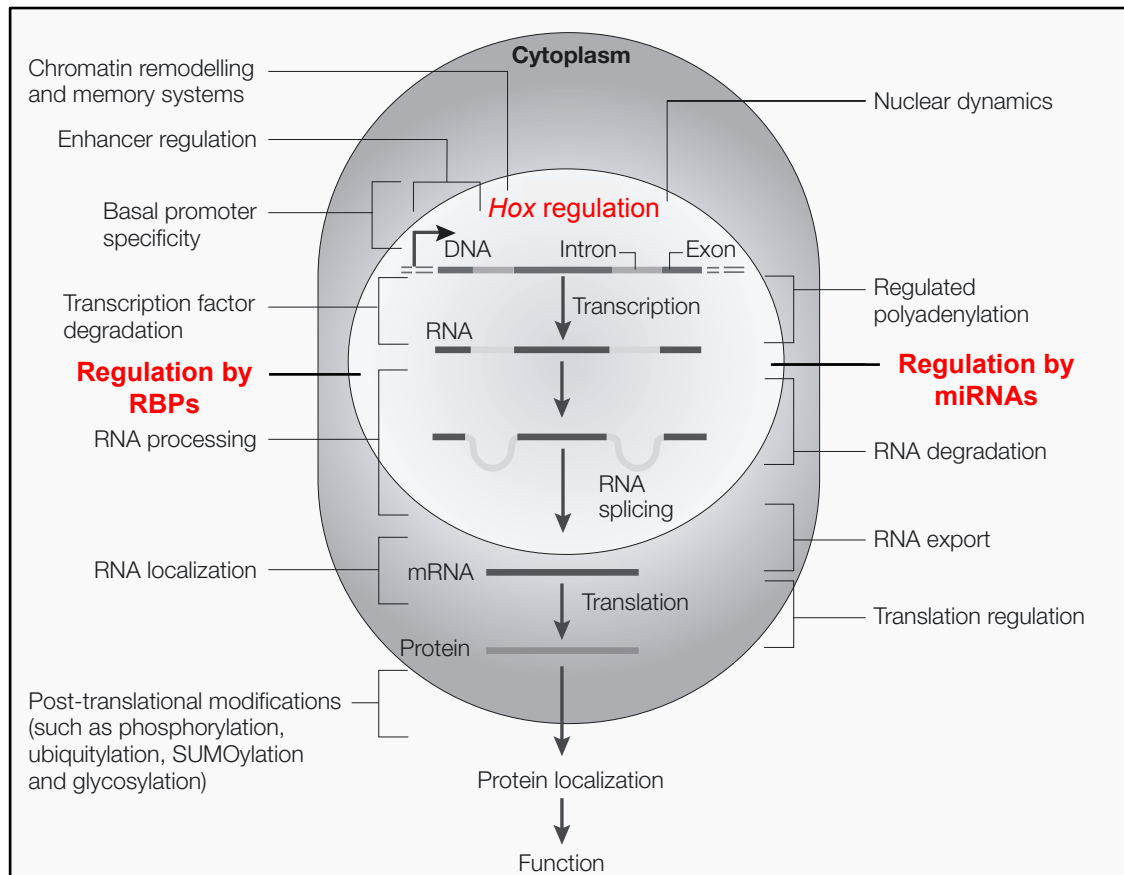 Cytoplasm
Chromatin remodelling
and memory systems
Nuclear dynamics
Enhancer regulation
Hox regulation
Basal promoter
specificity
DNA
Intron
Exon
Transcription factor
degradation
Transcription
Regulated
polyadenylation
RNA
Regulation by
RBPs
Regulation by
miRNAs
RNA processing
RNA degradation
RNA
splicing
RNA export
RNA localization
mRNA
Translation
Translation regulation
Protein
Post-translational modifications
(such as phosphorylation,
ubiquitylation, SUMOylation
and glycosylation)
Protein localization
Function